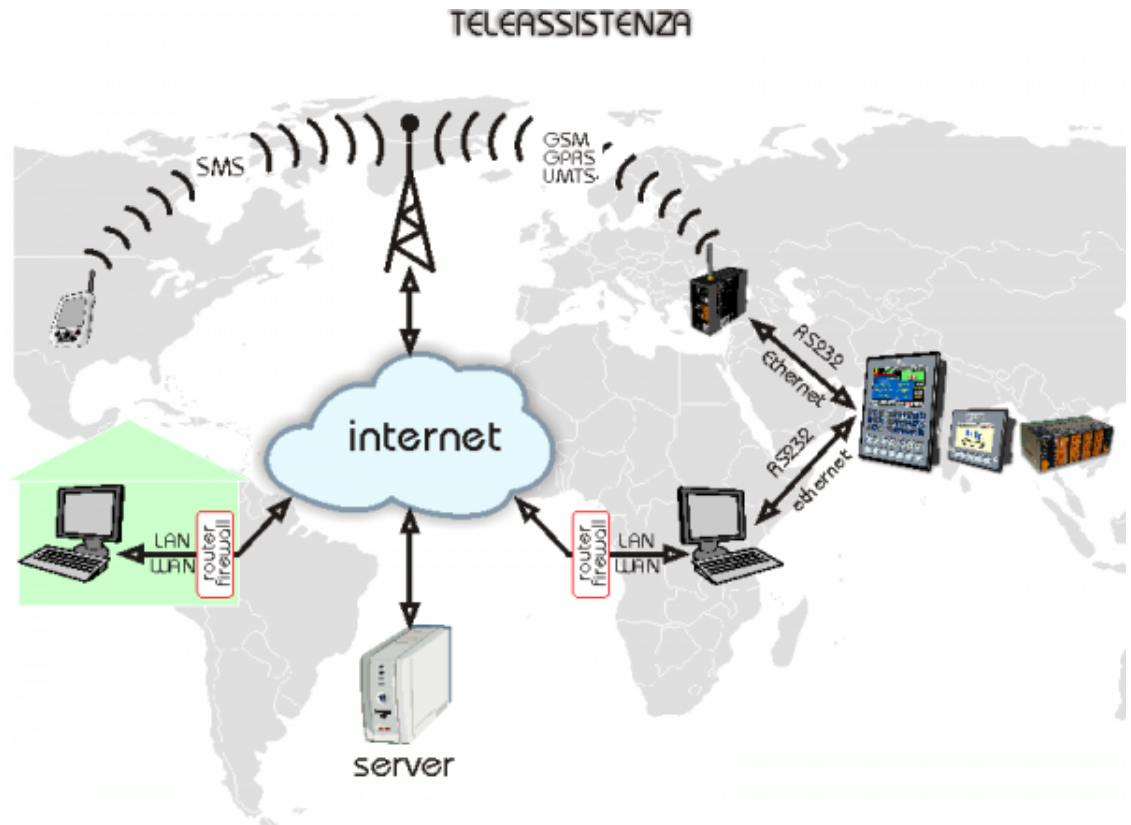 TELEASSISTENZA
SMS
GSM
GPRS
UMTS
RS232
Ethernet
internet
RS232
ethernet
LAN
WAN
router
firewall
router
firewall
LAN
WAN
server